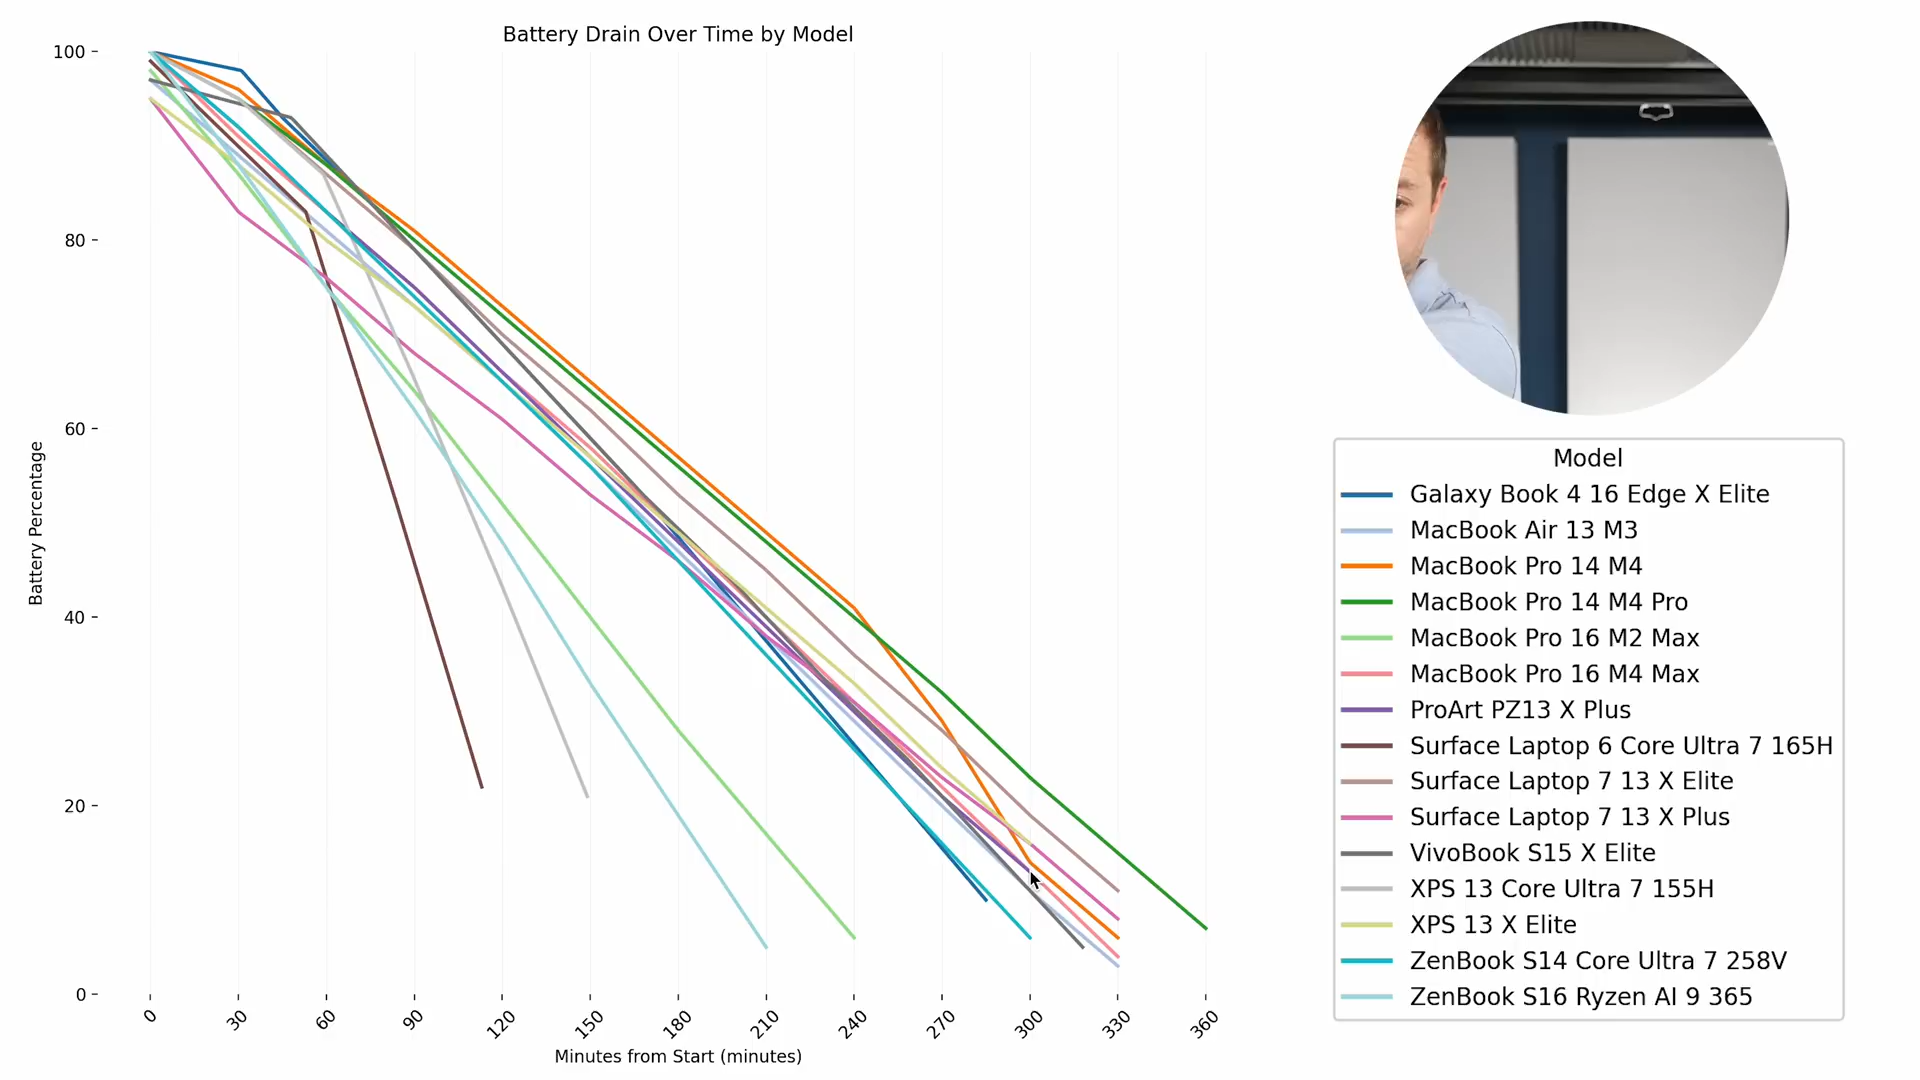 Battery Drain Over Time by Model
100
80
60
40
20
0
Battery Percentage
0 30 60 90 120 150 180 210 240 270 300 330 360
Minutes from Start (minutes)
Model
Galaxy Book 4 16 Edge X Elite
MacBook Air 13 M3
MacBook Pro 14 M4
MacBook Pro 14 M4 Pro
MacBook Pro 16 M2 Max
MacBook Pro 16 M4 Max
ProArt PZ13 X Plus
Surface Laptop 6 Core Ultra 7 165H
Surface Laptop 7 13 X Elite
Surface Laptop 7 13 X Plus
VivoBook S15 X Elite
XPS 13 Core Ultra 7 155H
XPS 13 X Elite
ZenBook S14 Core Ultra 7 258V
ZenBook S16 Ryzen AI 9 365